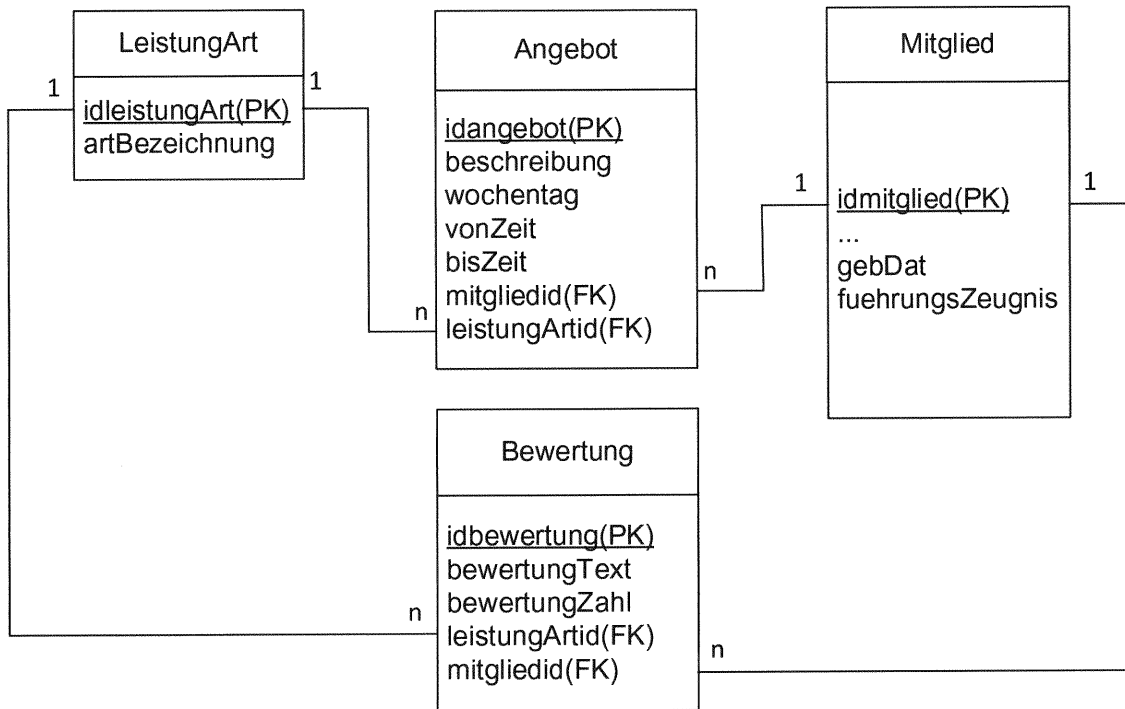 LeistungArt
1
1
idleistungArt(PK)
artBezeichnung
Angebot
idangebot(PK)
beschreibung
wochentag
vonZeit
bisZeit
mitgliedid(FK)
leistungArtid(FK)
n
n
Mitglied
1
1
idmitglied(PK)
...
gebDat
fuehrungsZeugnis
Bewertung
idbewertung(PK)
bewertungText
bewertungZahl
leistungArtid(FK)
mitgliedid(FK)
n
n